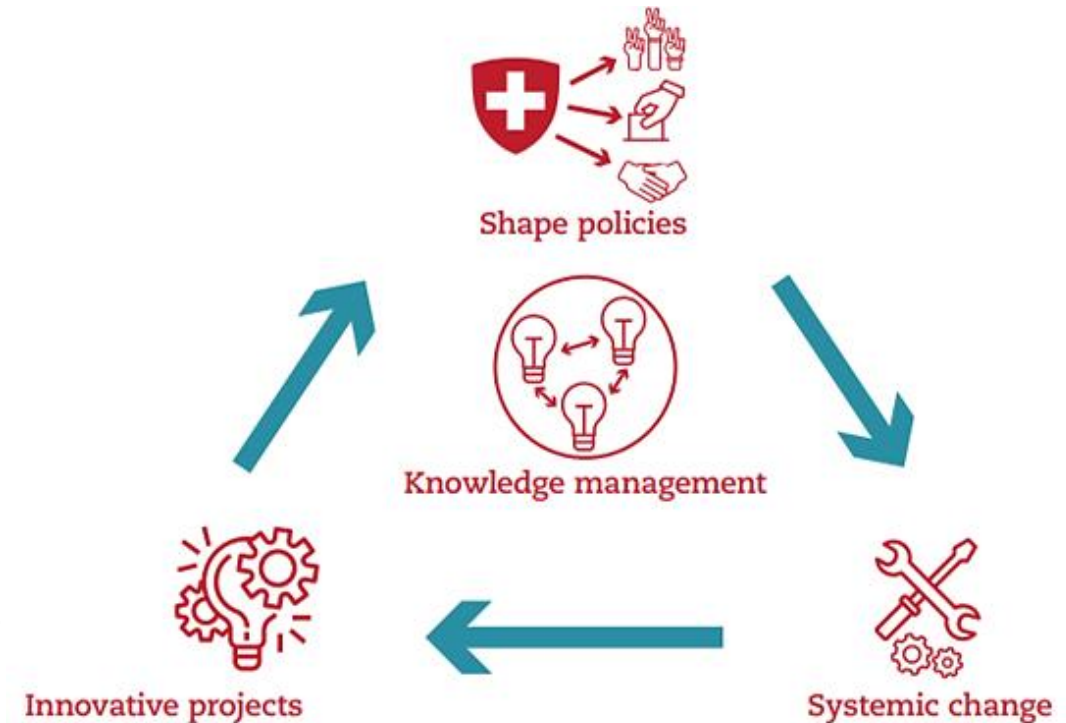 Shape policies
Knowledge management
Innovative projects
Systemic change